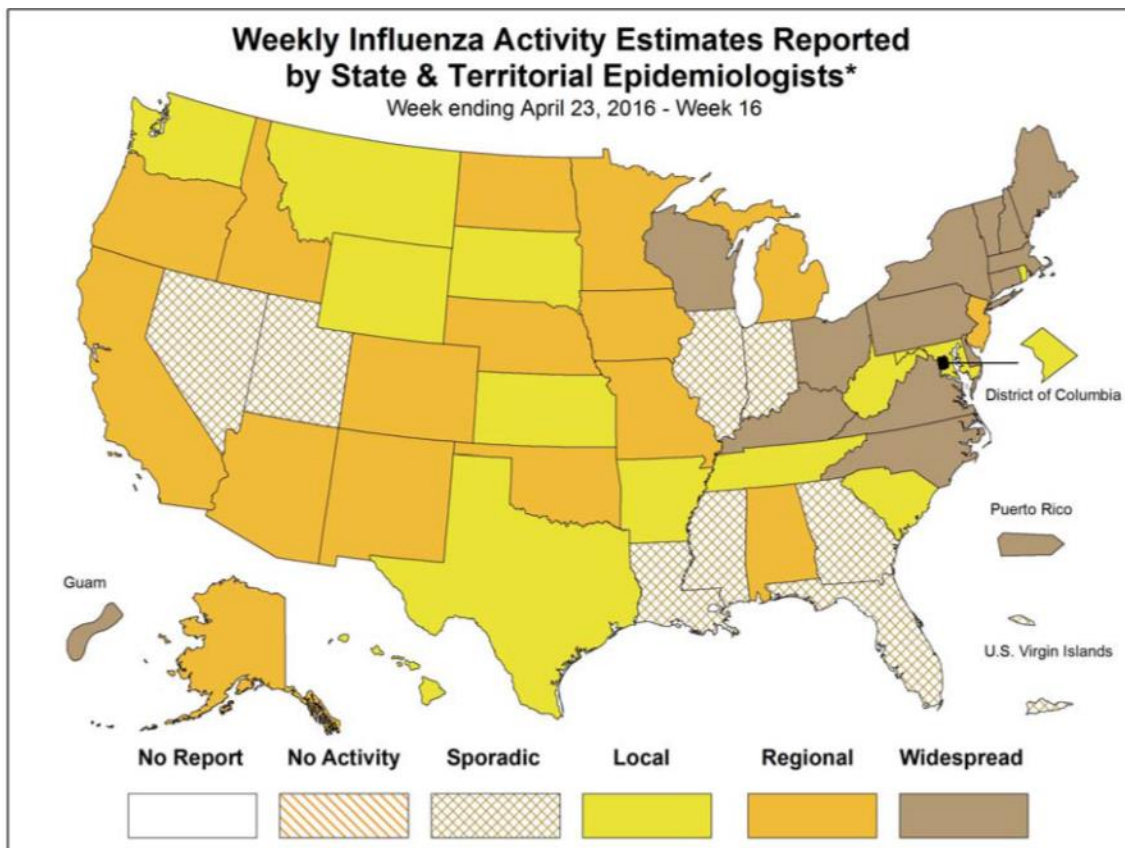 Weekly Influenza Activity Estimates Reported
by State & Territorial Epidemiologists*
Week ending April 23, 2016 - Week 16
District of Columbia
Puerto Rico
Guam
U.S. Virgin Islands
No Report
No Activity
Sporadic
Local
Regional
Widespread